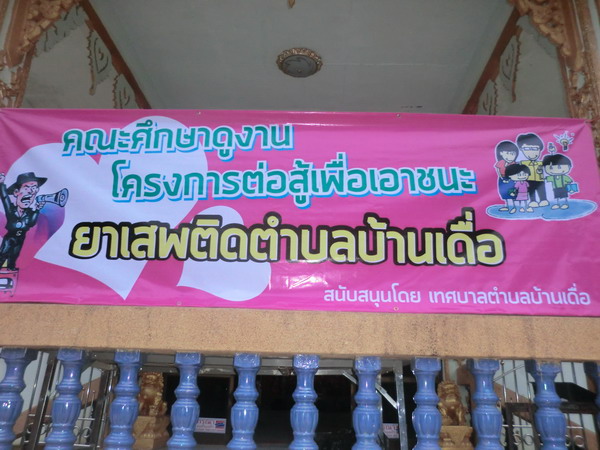 คณะศึกษาดูงาน
โครงการต่อสู้เพื่อเอาชนะ
ยาเสพติดตำบลบ้านเดื่อ
สนับสนุนโดย เทศบาลตำบลบ้านเดื่อ